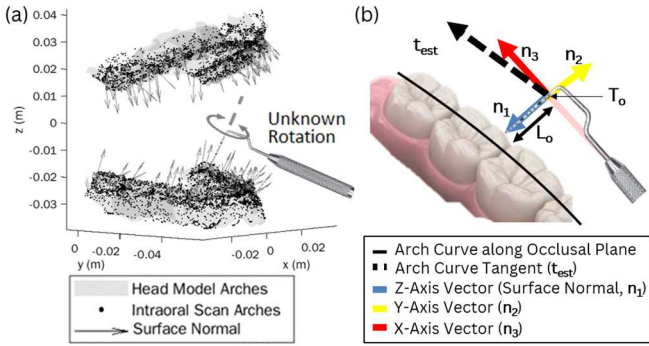 (a)
0.04
0.03
0.02
0.01
0
-0.01
-0.02
-0.03
z (m)
Unknown
Rotation
0
-0.02
-0.04
y (m)
0
0.02
x (m)
Head Model Arches
Intraoral Scan Arches
Surface Normal
(b)
t_est
n_3
n_2
n_1
T_o
L_o
Arch Curve along Occlusal Plane
Arch Curve Tangent (t_est)
Z-Axis Vector (Surface Normal, n_1)
Y-Axis Vector (n_2)
X-Axis Vector (n_3)